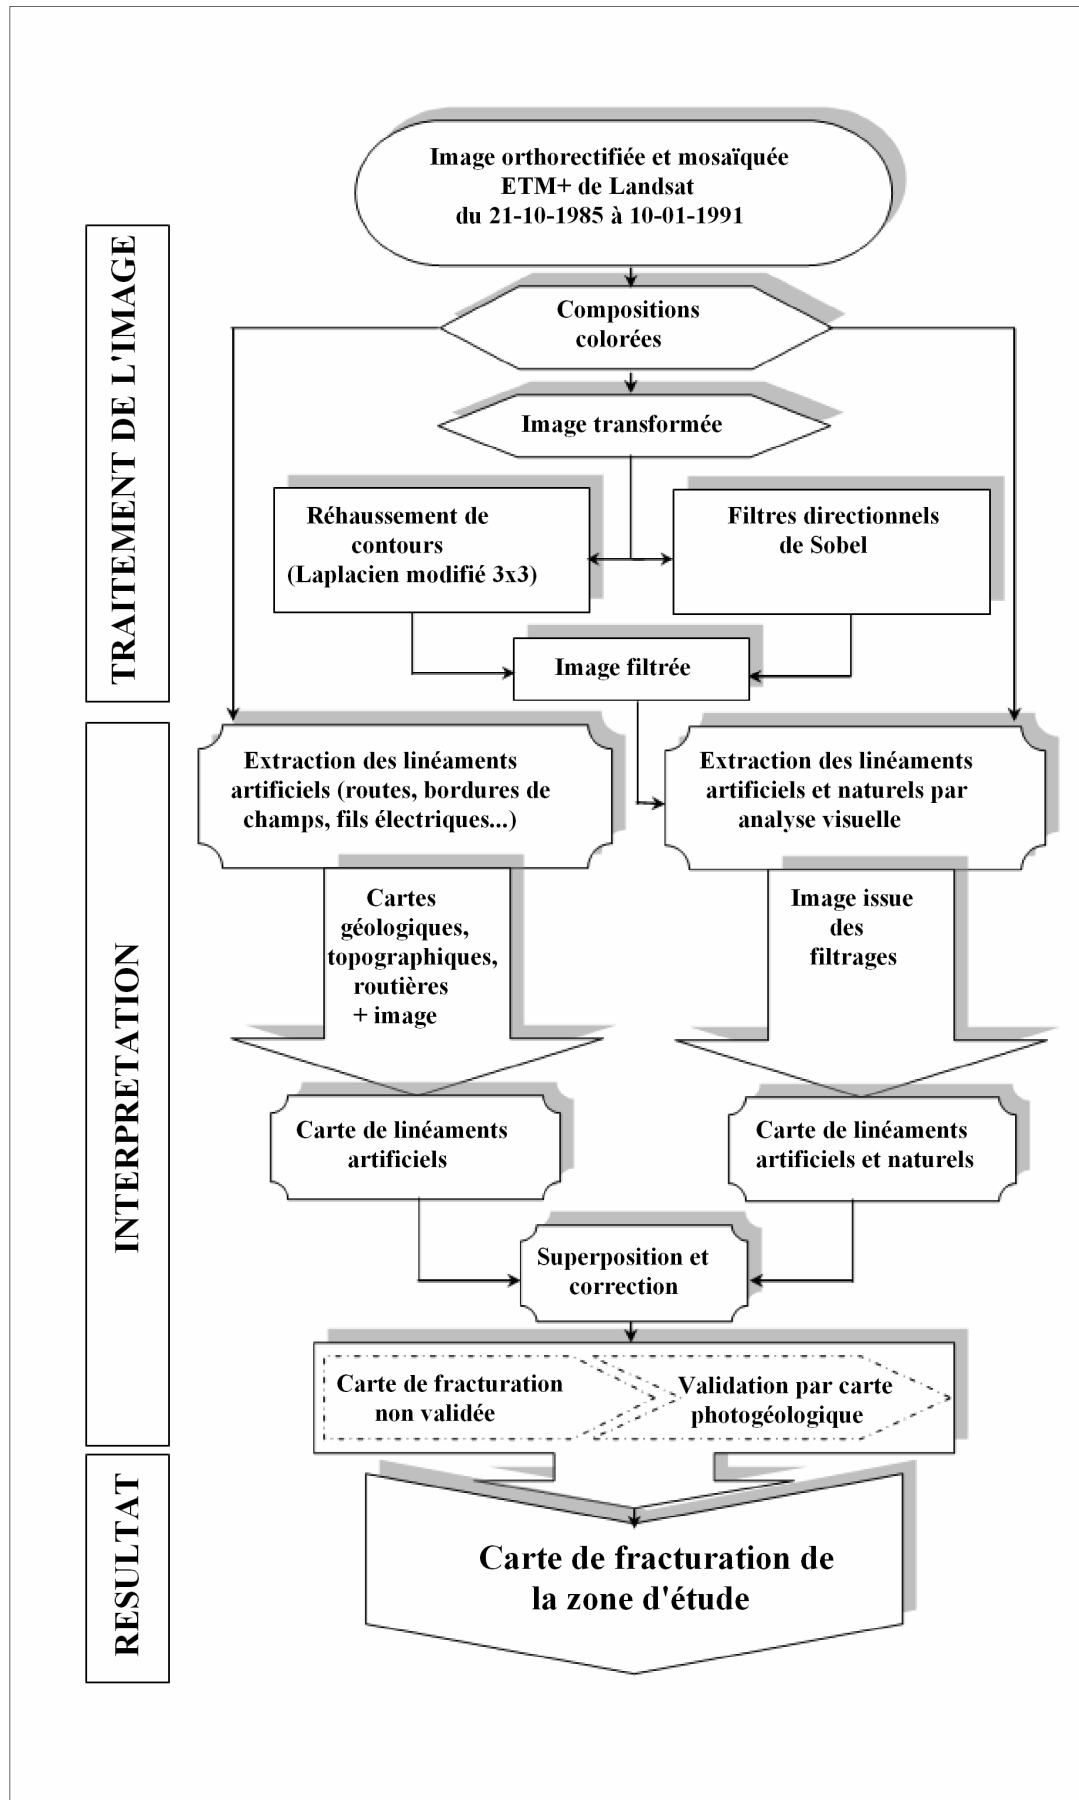 Image orthorectifiée et mosaïquée
ETM+ de Landsat
du 21-10-1985 à 10-01-1991
TRAITEMENT DE L'IMAGE
Compositions
colorées
Image transformée
Réhaussement de
contours
(Laplacien modifié 3x3)
Filtres directionnels
de Sobel
Image filtrée
INTERPRETATION
Extraction des linéaments
artificiels (routes, bordures de
champs, fils électriques...)
Extraction des linéaments
artificiels et naturels par
analyse visuelle
Cartes
géologiques,
topographiques,
routières
+ image
Image issue
des
filtrages
Carte de linéaments
artificiels
Carte de linéaments
artificiels et naturels
Superposition et
correction
Carte de fracturation
non validée
Validation par carte
photogéologique
RESULTAT
Carte de fracturation de
la zone d'étude